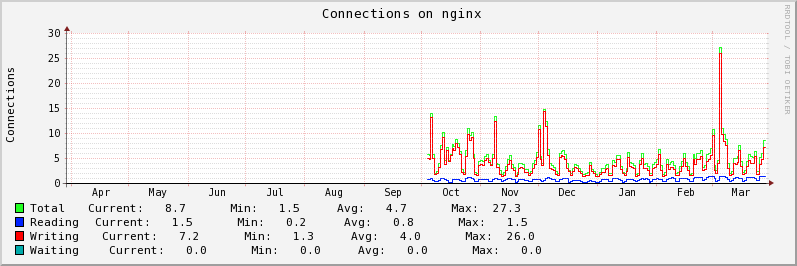 Connections on nginx
RRDTOOL / TOBI OETIKER
Connections
30
25
20
15
10
5
0
Apr May Jun Jul Aug Sep Oct Nov Dec Jan Feb Mar
Total Current: 8.7 Min: 1.5 Avg: 4.7 Max: 27.3
Reading Current: 1.5 Min: 0.2 Avg: 0.8 Max: 1.5
Writing Current: 7.2 Min: 1.3 Avg: 4.0 Max: 26.0
Waiting Current: 0.0 Min: 0.0 Avg: 0.0 Max: 0.0